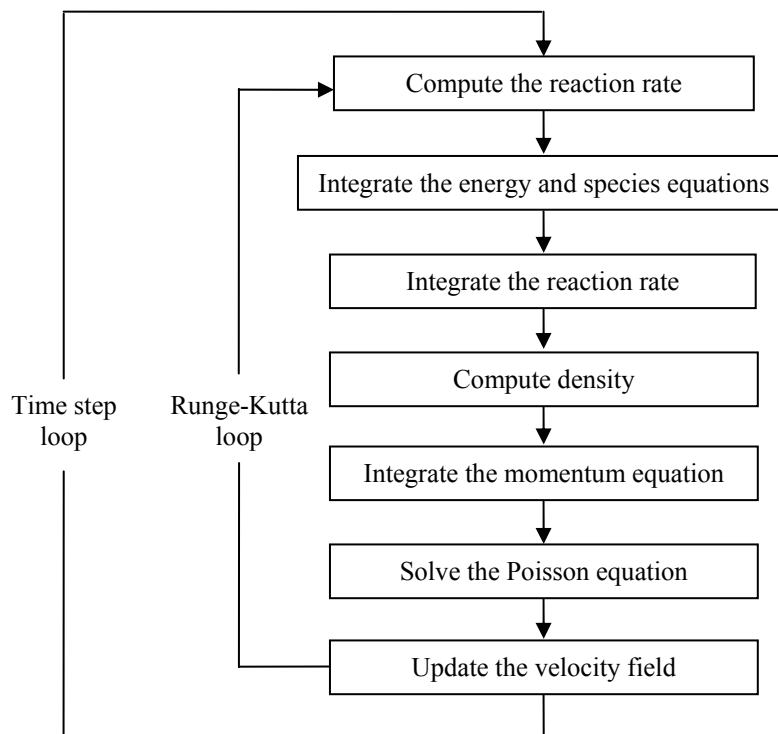 Compute the reaction rate
Integrate the energy and species equations
Integrate the reaction rate
Compute density
Time step
loop
Runge-Kutta
loop
Integrate the momentum equation
Solve the Poisson equation
Update the velocity field